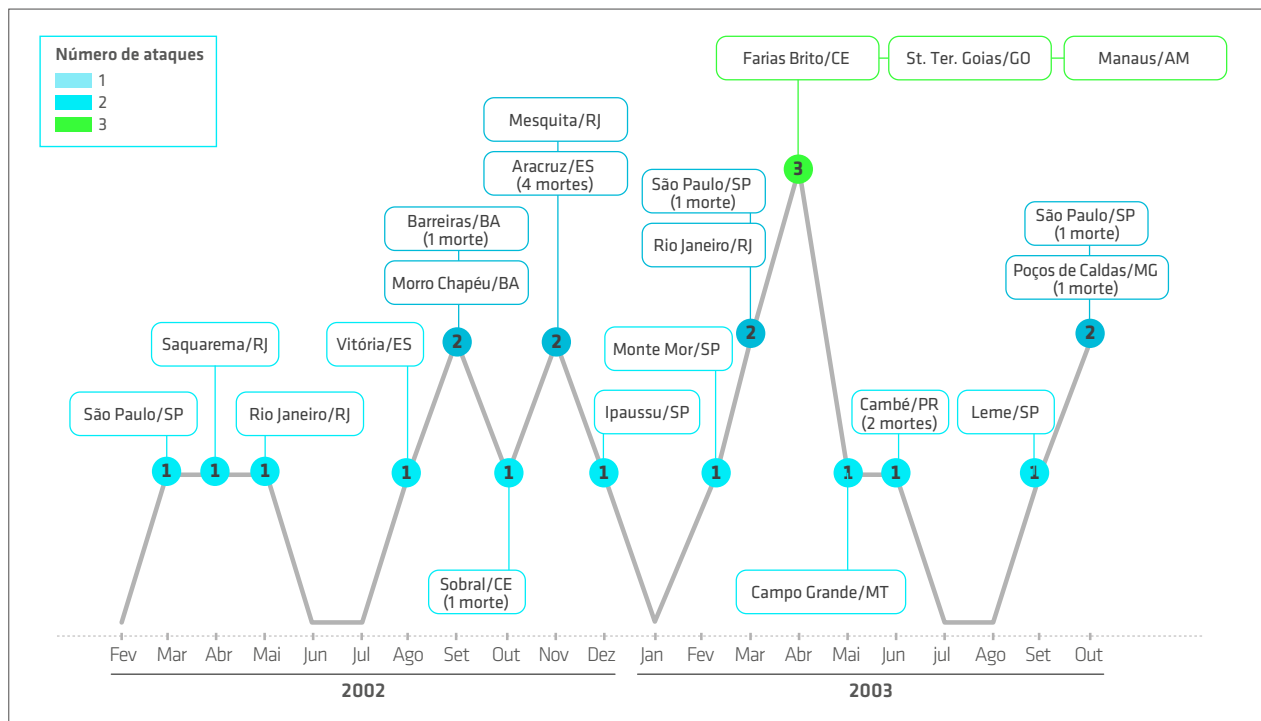 Número de ataques
1
2
3
Farias Brito/CE
St. Ter. Goias/GO
Manaus/AM
Mesquita/RJ
Aracruz/ES
(4 mortes)
São Paulo/SP
(1 morte)
Rio Janeiro/RJ
Barreiras/BA
(1 morte)
Morro Chapéu/BA
São Paulo/SP
(1 morte)
Poços de Caldas/MG
(1 morte)
Saquarema/RJ
Vitória/ES
Monte Mor/SP
São Paulo/SP
Rio Janeiro/RJ
Ipaussu/SP
Cambé/PR
(2 mortes)
Leme/SP
3
2
2
2
2
1
1
1
1
1
1
1
1
1
1
Sobral/CE
(1 morte)
Campo Grande/MT
Fev Mar Abr Mai Jun Jul Ago Set Out Nov Dez Jan Fev Mar Abr Mai Jun jul Ago Set Out
2002 2003